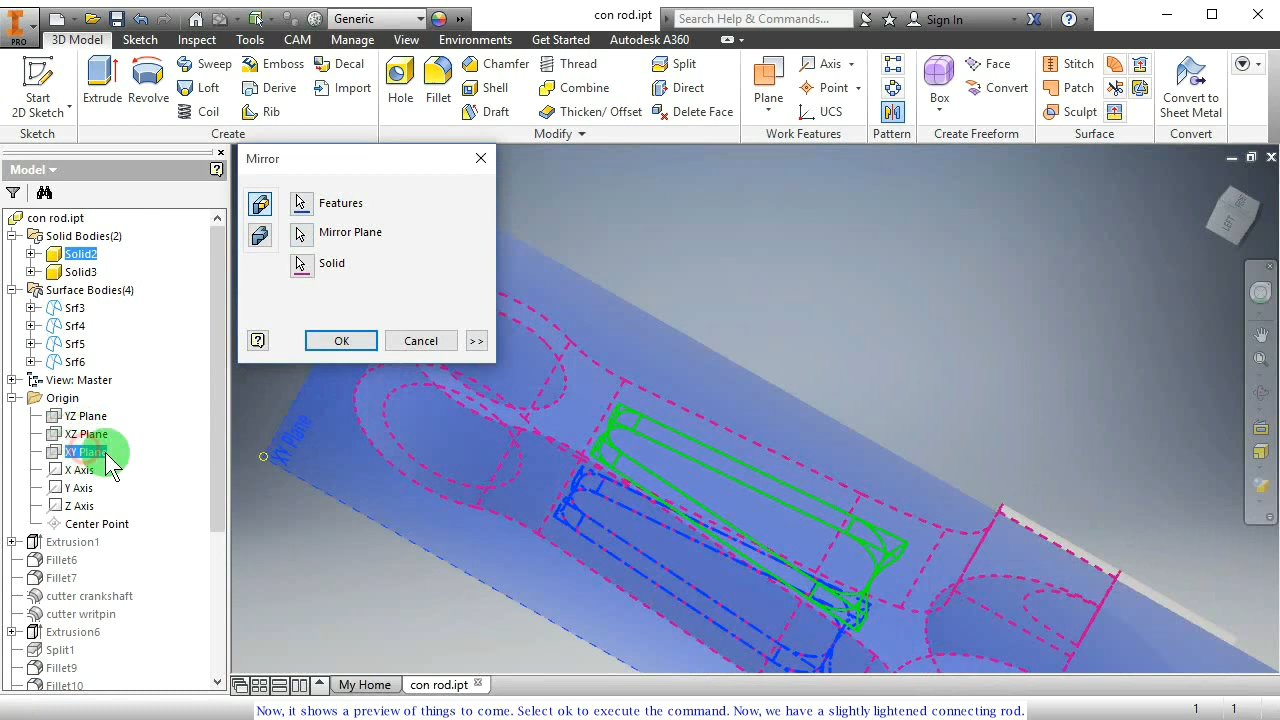 Generic
con rod.ipt
Search Help & Commands...
Sign In
PRO
3D Model
Sketch
Inspect
Tools
CAM
Manage
View
Environments
Get Started
Autodesk A360
Start
2D Sketch
Sketch
Extrude
Revolve
Sweep
Loft
Coil
Emboss
Derive
Rib
Decal
Import
Create
Hole
Fillet
Chamfer
Shell
Draft
Thread
Combine
Thicken/ Offset
Split
Direct
Delete Face
Modify
Plane
Axis
Point
UCS
Work Features
Pattern
Box
Face
Convert
Create Freeform
Stitch
Patch
Sculpt
Surface
Convert to
Sheet Metal
Convert
Model
con rod.ipt
Solid Bodies(2)
Solid2
Solid3
Surface Bodies(4)
Srf3
Srf4
Srf5
Srf6
View: Master
Origin
YZ Plane
XZ Plane
XY Plane
X Axis
Y Axis
Z Axis
Center Point
Extrusion1
Fillet6
Fillet7
cutter crankshaft
cutter writpin
Extrusion6
Split1
Fillet9
Fillet10
Mirror
Features
Mirror Plane
Solid
OK
Cancel
>>
XY Plane
LEFT
My Home
con rod.ipt
Now, it shows a preview of things to come. Select ok to execute the command. Now, we have a slightly lightened connecting rod.
1
1